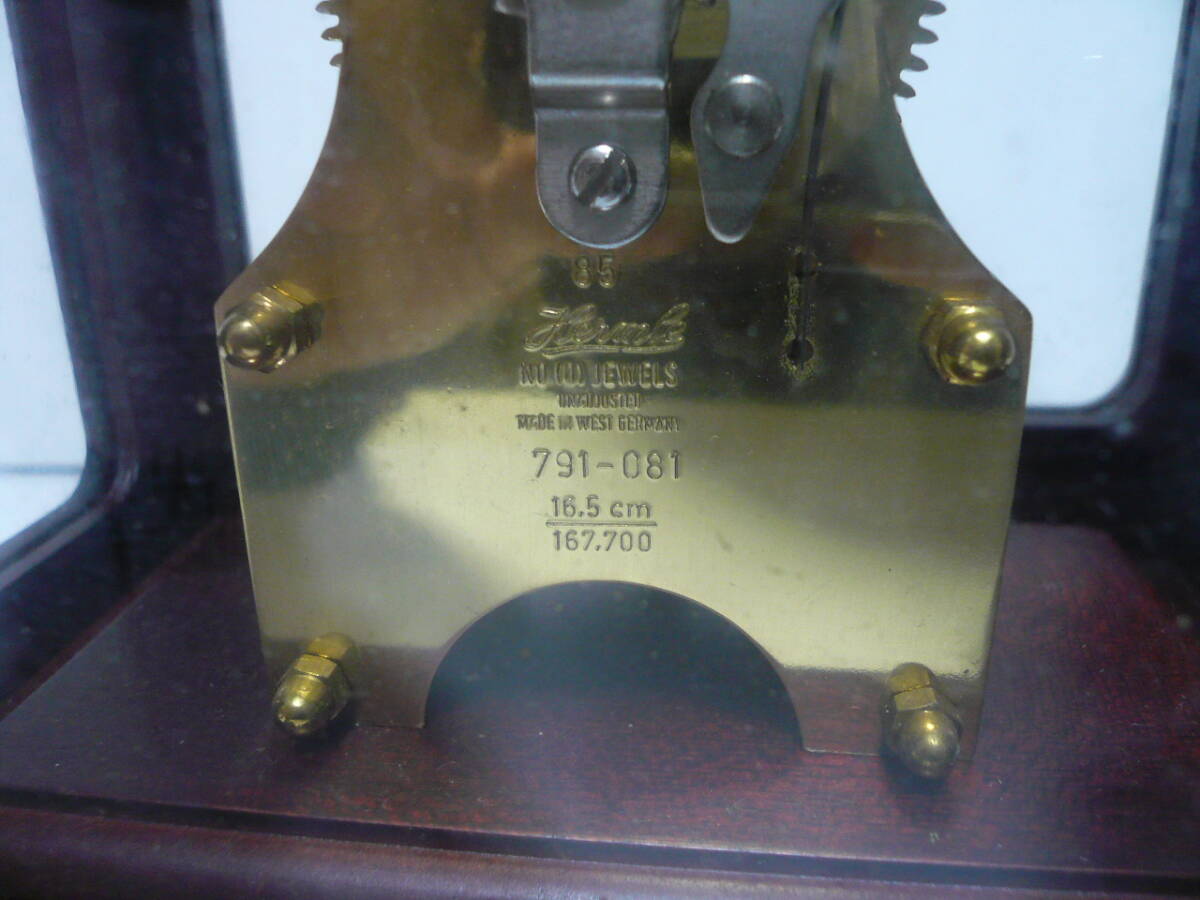 85
Hermle
NO (0) JEWELS
UNADJUSTED
MADE IN WEST GERMANY
791-081
16.5 cm
167.700